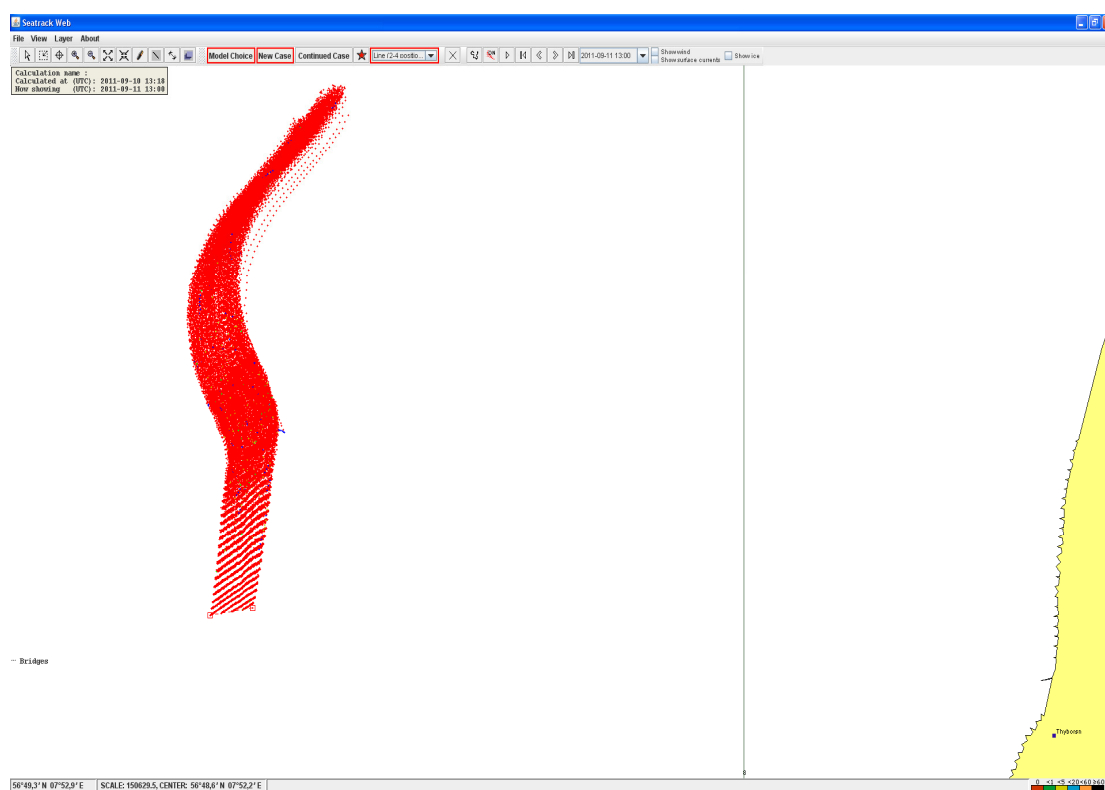 Seatrack Web
File View Layer About
Model Choice New Case Continued Case Line (2-4 positio... 2011-09-11 13:00 Show wind Show surface currents Show ice
Calculation name :
Calculated at (UTC): 2011-09-10 13:18
Now showing (UTC): 2011-09-11 13:00
Bridges
Thyborøn
8
56°49,3' N 07°52,9' E SCALE: 150629.5, CENTER: 56°48,6' N 07°52,2' E
0 <1 <5 <20 <60 ≥60